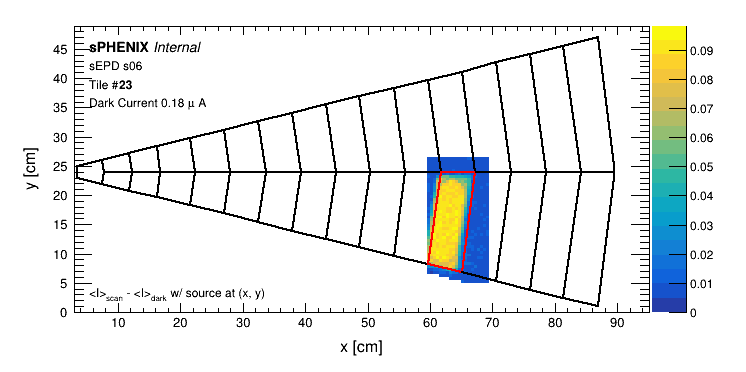 sPHENIX Internal
sEPD s06
Tile #23
Dark Current 0.18 μ A
<I>scan - <I>dark w/ source at (x, y)
y [cm]
45
40
35
30
25
20
15
10
5
0
10 20 30 40 50 60 70 80 90
x [cm]
0.09
0.08
0.07
0.06
0.05
0.04
0.03
0.02
0.01
0